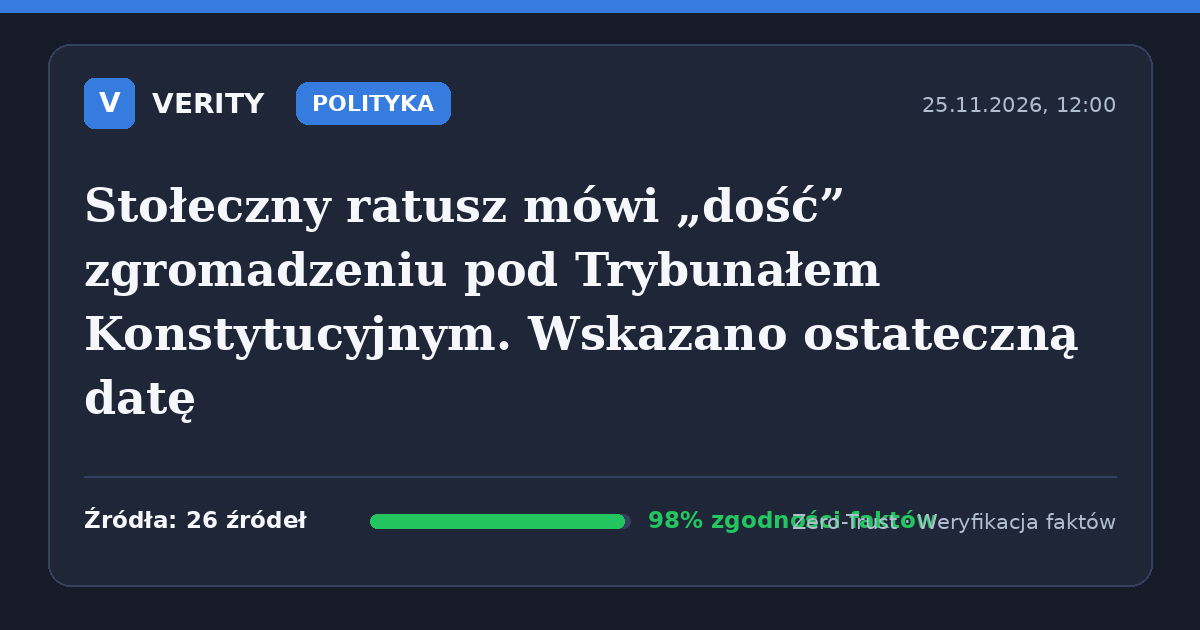 V VERITY POLITYKA 25.11.2026, 12:00
Stołeczny ratusz mówi „dość”
zgromadzeniu pod Trybunałem
Konstytucyjnym. Wskazano ostateczną
datę
Źródła: 26 źródeł 98% zgodności faktów Zero-Trust · Weryfikacja faktów